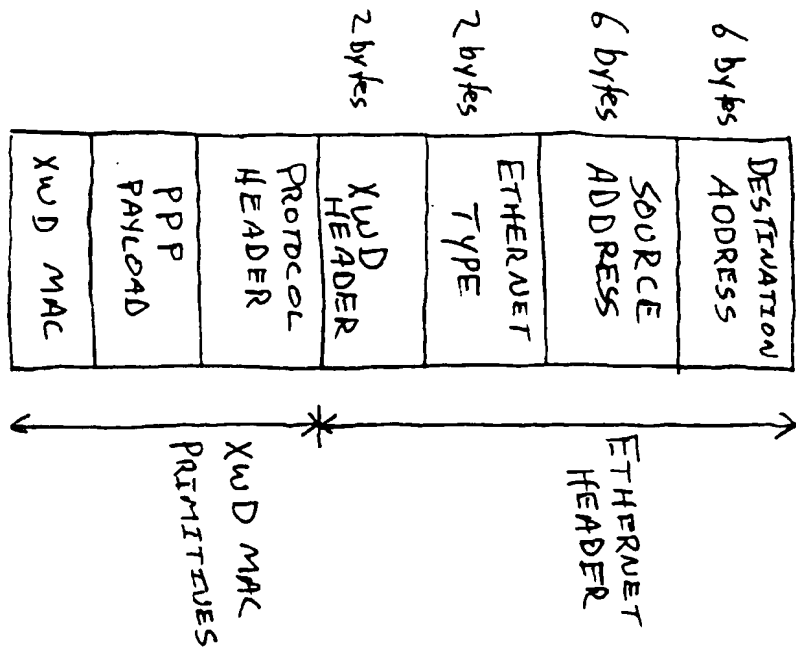 6 bytes
6 bytes
2 bytes
2 bytes
DESTINATION
ADDRESS
SOURCE
ADDRESS
ETHERNET
TYPE
XWD
HEADER
PROTOCOL
HEADER
PPP
PAYLOAD
XWD MAC
ETHERNET
HEADER
XWD MAC
PRIMITIVES